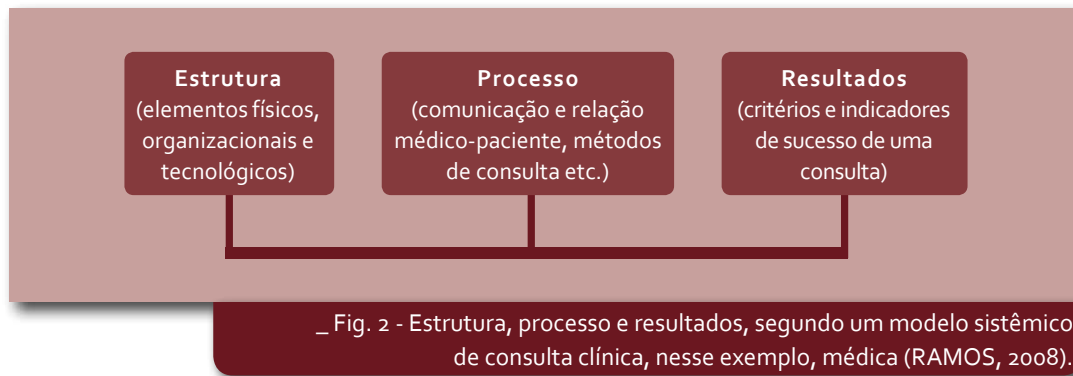 Estrutura
(elementos físicos,
organizacionais e
tecnológicos)
Processo
(comunicação e relação
médico-paciente, métodos
de consulta etc.)
Resultados
(critérios e indicadores
de sucesso de uma
consulta)
_ Fig. 2 - Estrutura, processo e resultados, segundo um modelo sistêmico
de consulta clínica, nesse exemplo, médica (RAMOS, 2008).